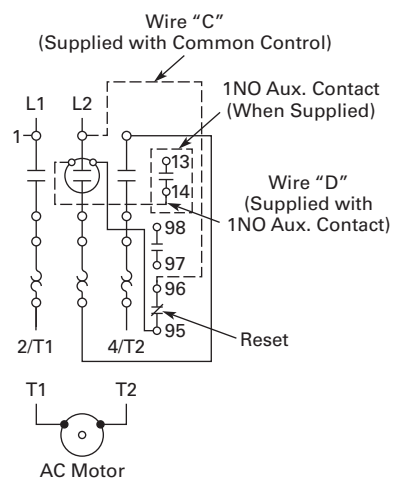 Wire “C”
(Supplied with Common Control)
1NO Aux. Contact
(When Supplied)
L1
L2
1
13
14
Wire “D”
(Supplied with
1NO Aux. Contact)
98
97
96
95
Reset
2/T1
4/T2
T1
T2
AC Motor